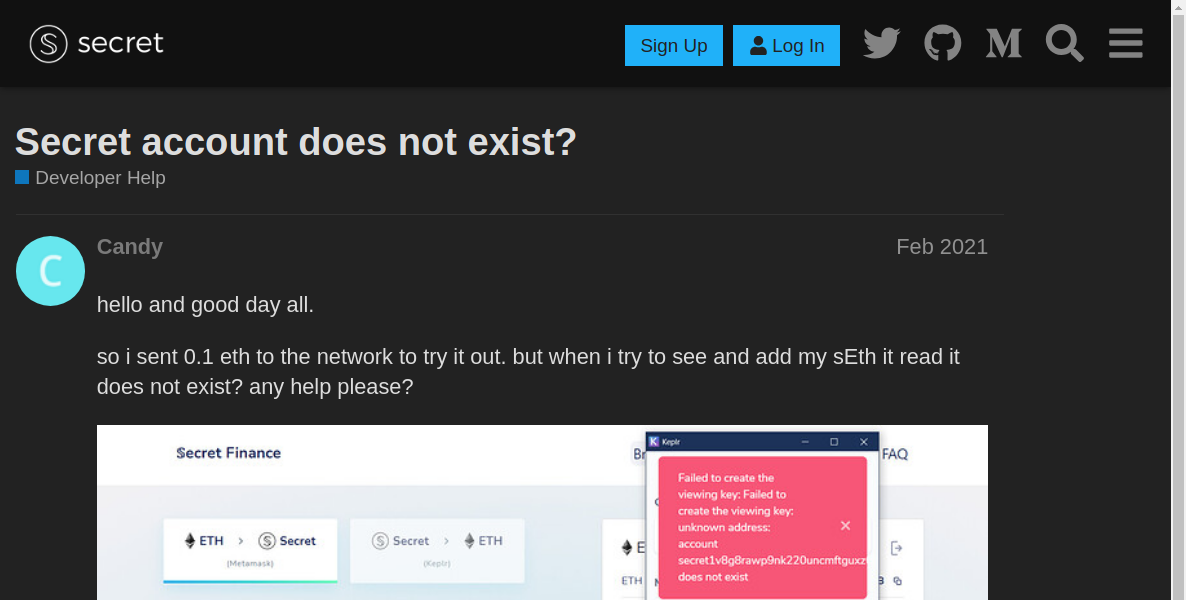 secret
Sign Up
Log In
Secret account does not exist?
Developer Help
C
Candy
Feb 2021
hello and good day all.
so i sent 0.1 eth to the network to try it out. but when i try to see and add my sEth it read it
does not exist? any help please?
Secret Finance
Br
FAQ
Keplr
Failed to create the
viewing key: Failed to
create the viewing key:
unknown address:
account
secret1v8g8rawp9nk220uncmftguxz
does not exist
ETH > Secret
(Metamask)
Secret > ETH
(Keplr)
E
ETH